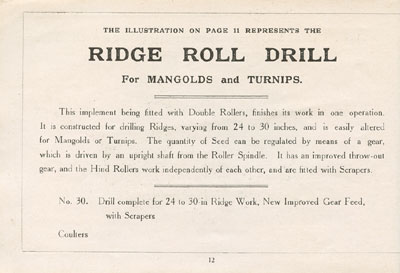 THE ILLUSTRATION ON PAGE 11 REPRESENTS THE
RIDGE ROLL DRILL
For MANGOLDS and TURNIPS.
This implement being fitted with Double Rollers, finishes its work in one operation.
It is constructed for drilling Ridges, varying from 24 to 30 inches, and is easily altered
for Mangolds or Turnips. The quantity of Seed can be regulated by means of a gear,
which is driven by an upright shaft from the Roller Spindle. It has an improved throw-out
gear, and the Hind Rollers work independently of each other, and are fitted with Scrapers.
No. 30. Drill complete for 24 to 30-in Ridge Work, New Improved Gear Feed,
with Scrapers
Coulters
12